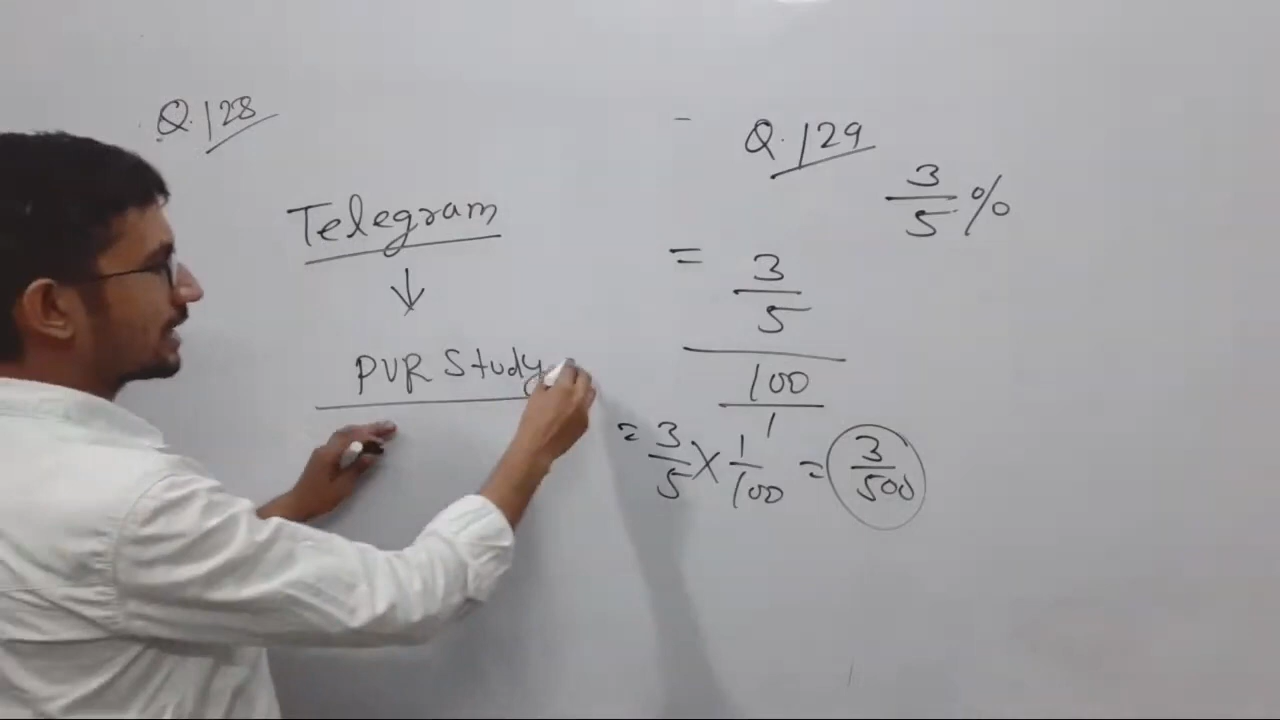 Q.128
Telegram
↓
PVR Study
Q.129
3/5 %
= 3/5
100/1
= 3/5 × 1/100 = 3/500